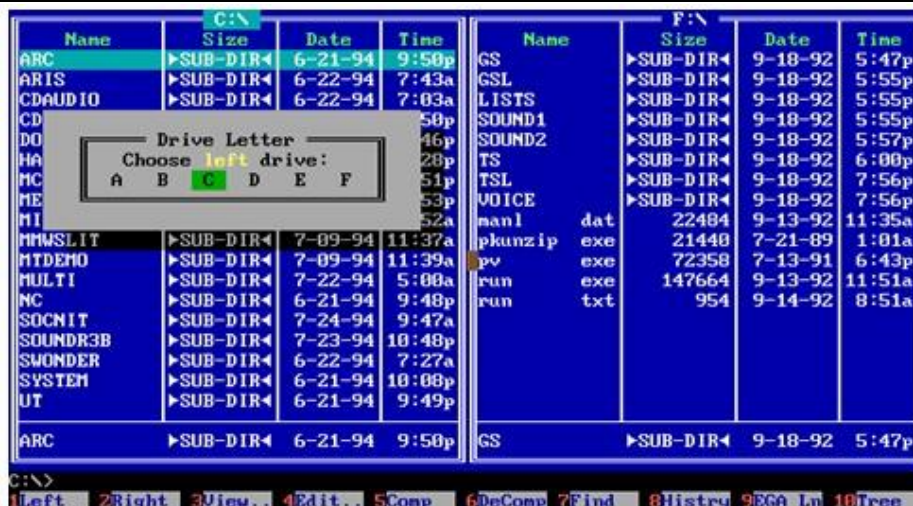 C:\ F:\
Name Size Date Time Name Size Date Time
ARC ►SUB-DIR◄ 6-21-94 9:50p GS ►SUB-DIR◄ 9-18-92 5:47p
ARIS ►SUB-DIR◄ 6-22-94 7:43a GSL ►SUB-DIR◄ 9-18-92 5:55p
CDAUDIO ►SUB-DIR◄ 6-22-94 7:03a LISTS ►SUB-DIR◄ 9-18-92 5:55p
CD 50p SOUND1 ►SUB-DIR◄ 9-18-92 5:55p
DO Drive Letter 46p SOUND2 ►SUB-DIR◄ 9-18-92 5:57p
HA Choose left drive: 28p TS ►SUB-DIR◄ 9-18-92 6:00p
MC A B C D E F 51p TSL ►SUB-DIR◄ 9-18-92 7:56p
ME 53p VOICE ►SUB-DIR◄ 9-18-92 7:56p
MI 52a manl dat 22484 9-13-92 11:35a
MMWSLIT ►SUB-DIR◄ 7-09-94 11:37a pkunzip exe 21440 7-21-89 1:01a
MTDEMO ►SUB-DIR◄ 7-09-94 11:39a pv exe 72358 7-13-91 6:43p
MULTI ►SUB-DIR◄ 7-22-94 5:00a run exe 147664 9-13-92 11:51a
NC ►SUB-DIR◄ 6-21-94 9:48p run txt 954 9-14-92 8:51a
SOCNIT ►SUB-DIR◄ 7-24-94 9:47a
SOUNDR3B ►SUB-DIR◄ 7-23-94 10:48p
SWONDER ►SUB-DIR◄ 6-22-94 7:27a
SYSTEM ►SUB-DIR◄ 6-21-94 10:08p
UT ►SUB-DIR◄ 6-21-94 9:49p
ARC ►SUB-DIR◄ 6-21-94 9:50p GS ►SUB-DIR◄ 9-18-92 5:47p
C:\>
1Left 2Right 3View.. 4Edit.. 5Comp 6DeComp 7Find 8Histry 9EGA Ln 10Tree